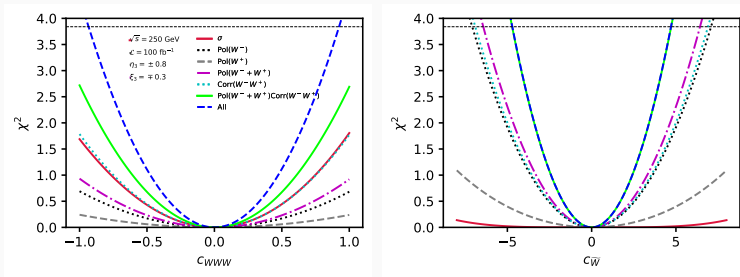 √s = 250 GeV
𝓛 = 100 fb⁻¹
η₃ = ±0.8
ξ₃ = ∓0.3
σ
Pol(W⁻)
Pol(W⁺)
Pol(W⁻ + W⁺)
Corr(W⁻W⁺)
Pol(W⁻ + W⁺)Corr(W⁻W⁺)
All
χ²
4.0
3.5
3.0
2.5
2.0
1.5
1.0
0.5
0.0
−1.0 −0.5 0.0 0.5 1.0
c_WWW
χ²
4.0
3.5
3.0
2.5
2.0
1.5
1.0
0.5
0.0
−5 0 5
c_W̃